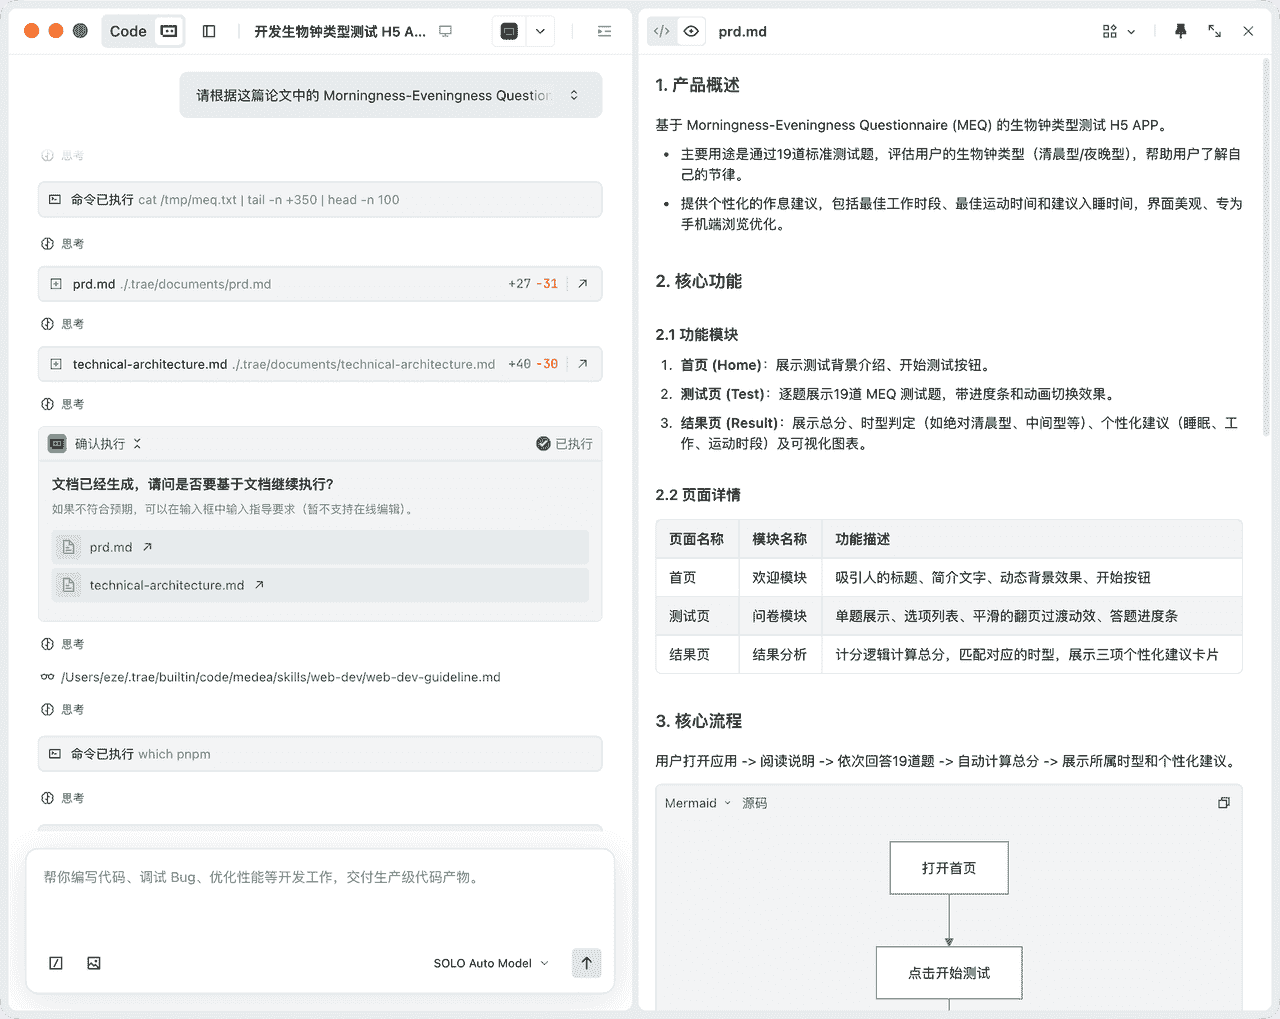 Code
开发生物钟类型测试 H5 A...
请根据这篇论文中的 Morningness-Eveningness Question
思考
命令已执行 cat /tmp/meq.txt | tail -n +350 | head -n 100
思考
prd.md ./.trae/documents/prd.md +27 -31
思考
technical-architecture.md ./.trae/documents/technical-architecture.md +40 -30
思考
确认执行 已执行
文档已经生成，请问是否要基于文档继续执行？
如果不符合预期，可以在输入框中输入指导要求（暂不支持在线编辑）。
prd.md
technical-architecture.md
思考
/Users/eze/.trae/builtin/code/medea/skills/web-dev/web-dev-guideline.md
思考
命令已执行 which pnpm
思考
帮你编写代码、调试 Bug、优化性能等开发工作，交付生产级代码产物。
SOLO Auto Model
</> prd.md
1. 产品概述
基于 Morningness-Eveningness Questionnaire (MEQ) 的生物钟类型测试 H5 APP。
• 主要用途是通过19道标准测试题，评估用户的生物钟类型（清晨型/夜晚型），帮助用户了解自
己的节律。
• 提供个性化的作息建议，包括最佳工作时段、最佳运动时间和建议入睡时间，界面美观、专为
手机端浏览优化。
2. 核心功能
2.1 功能模块
1. 首页 (Home)：展示测试背景介绍、开始测试按钮。
2. 测试页 (Test)：逐题展示19道 MEQ 测试题，带进度条和动画切换效果。
3. 结果页 (Result)：展示总分、时型判定（如绝对清晨型、中间型等）、个性化建议（睡眠、工
作、运动时段）及可视化图表。
2.2 页面详情
页面名称 模块名称 功能描述
首页 欢迎模块 吸引人的标题、简介文字、动态背景效果、开始按钮
测试页 问卷模块 单题展示、选项列表、平滑的翻页过渡动效、答题进度条
结果页 结果分析 计分逻辑计算总分，匹配对应的时型，展示三项个性化建议卡片
3. 核心流程
用户打开应用 -> 阅读说明 -> 依次回答19道题 -> 自动计算总分 -> 展示所属时型和个性化建议。
Mermaid 源码
打开首页
点击开始测试